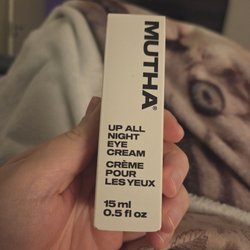 MUTHA®
UP ALL
NIGHT
EYE
CREAM
CRÈME
POUR
LES YEUX
15 ml
0.5 fl oz